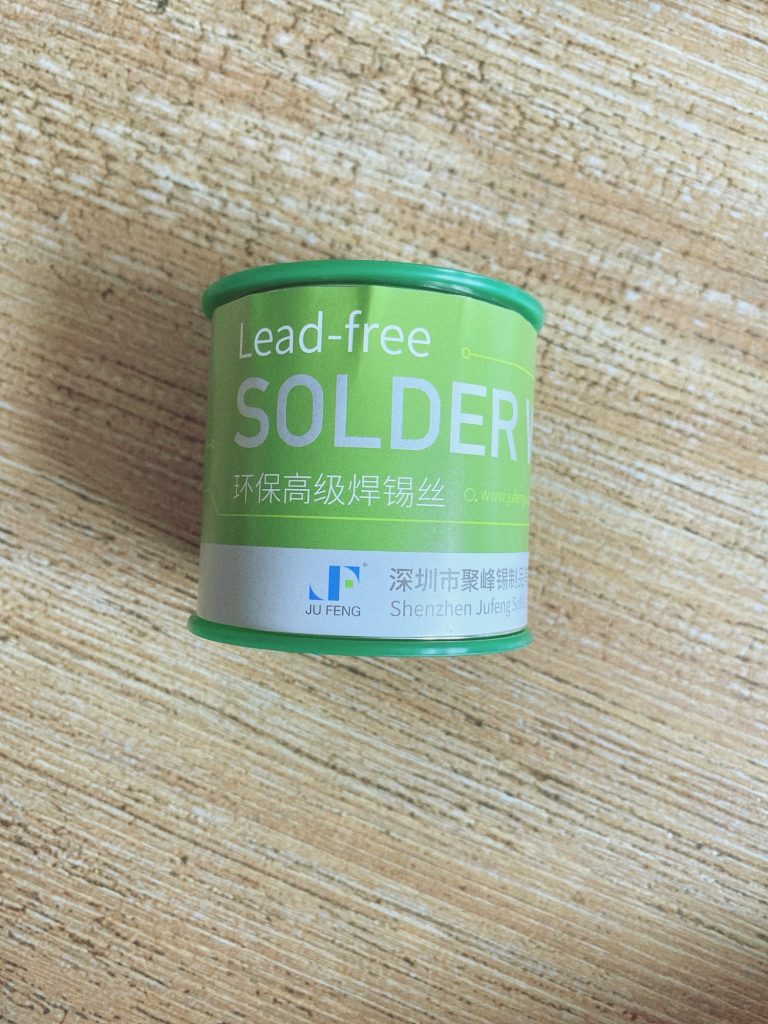 Lead-free
SOLDER
环保高级焊锡丝
JU FENG
深圳市聚峰锡制品
Shenzhen Jufeng